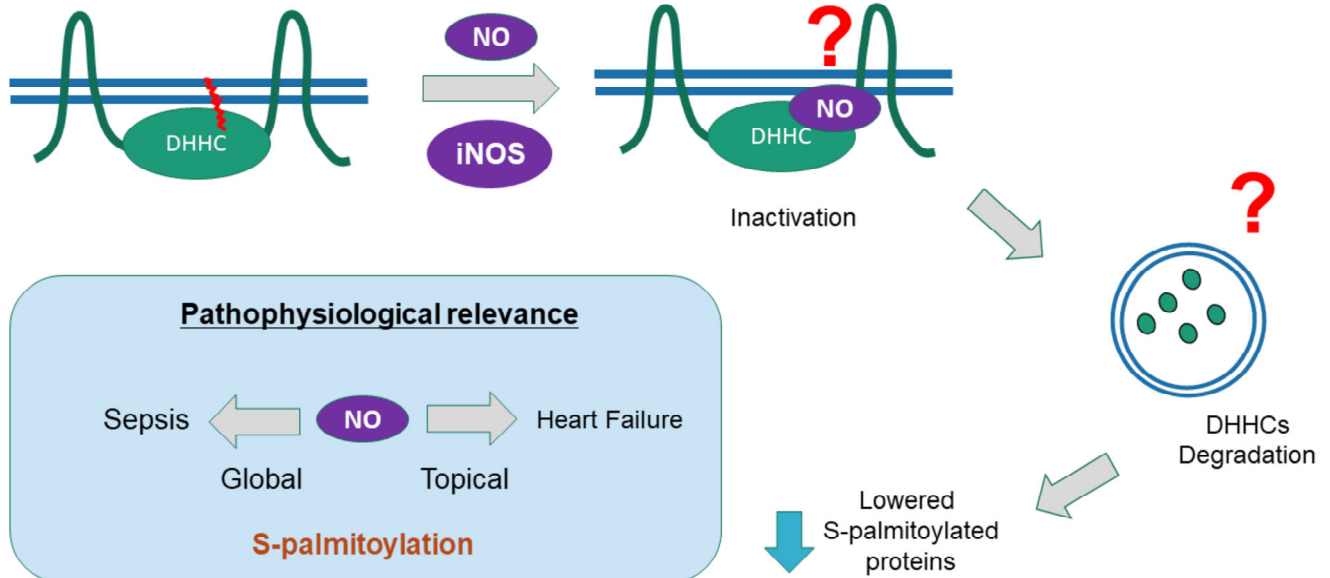 NO
?
DHHC
iNOS
DHHC
NO
Inactivation
?
DHHCs
Degradation
Lowered
S-palmitoylated
proteins
Pathophysiological relevance
Sepsis
NO
Heart Failure
Global
Topical
S-palmitoylation